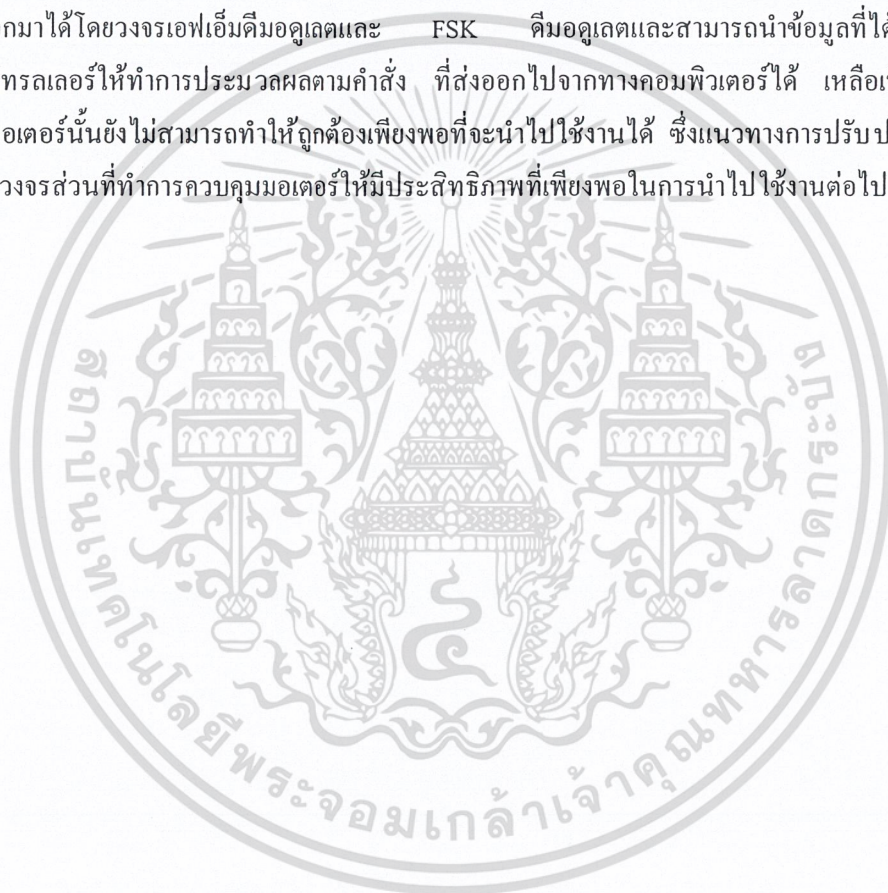 กมาได้โดยวงจรเอฟเอ็มดีมอดูเลตและ FSK ดีมอดูเลตและสามารถนำข้อมูลที่ได้
ทรลเลอร์ให้ทำการประมวลผลตามคำสั่ง ที่ส่งออกไปจากทางคอมพิวเตอร์ได้ เหลือเ
อเตอร์นั้นยังไม่สามารถทำให้ถูกต้องเพียงพอที่จะนำไปใช้งานได้ ซึ่งแนวทางการปรับป
วงจรส่วนที่ทำการควบคุมมอเตอร์ให้มีประสิทธิภาพที่เพียงพอในการนำไปใช้งานต่อไป
สถาบันเทคโนโลยีพระจอมเกล้าเจ้าคุณทหารลาดกระบัง